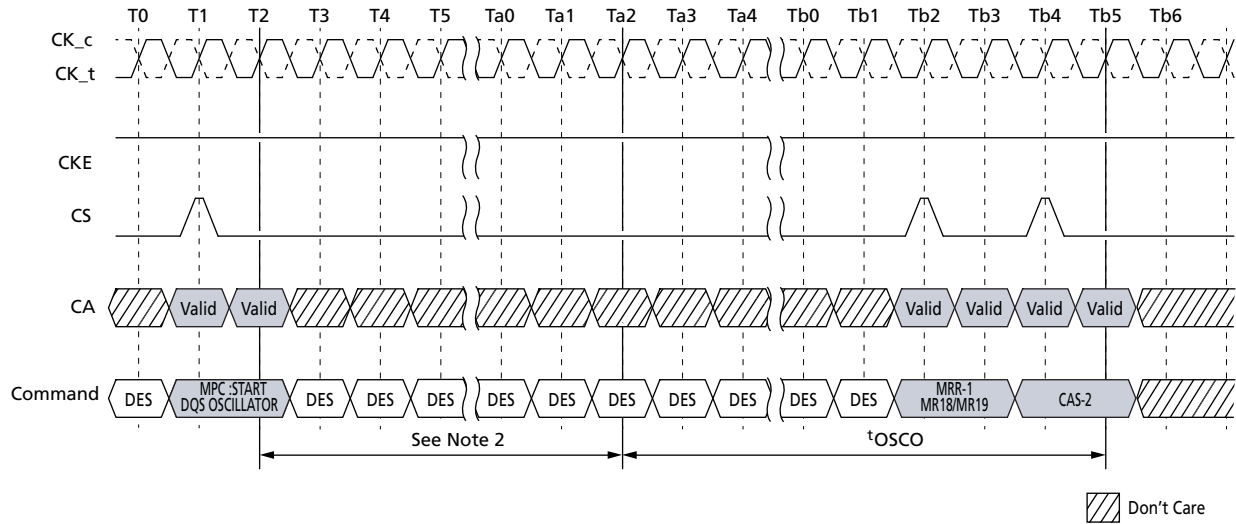 T0 T1 T2 T3 T4 T5 Ta0 Ta1 Ta2 Ta3 Ta4 Tb0 Tb1 Tb2 Tb3 Tb4 Tb5 Tb6
CK_c
CK_t
CKE
CS
CA Valid Valid Valid Valid Valid Valid
Command DES MPC :START DES DES DES DES DES DES DES DES DES DES MRR-1 CAS-2
DQS OSCILLATOR MR18/MR19
See Note 2 tOSCO
Don't Care